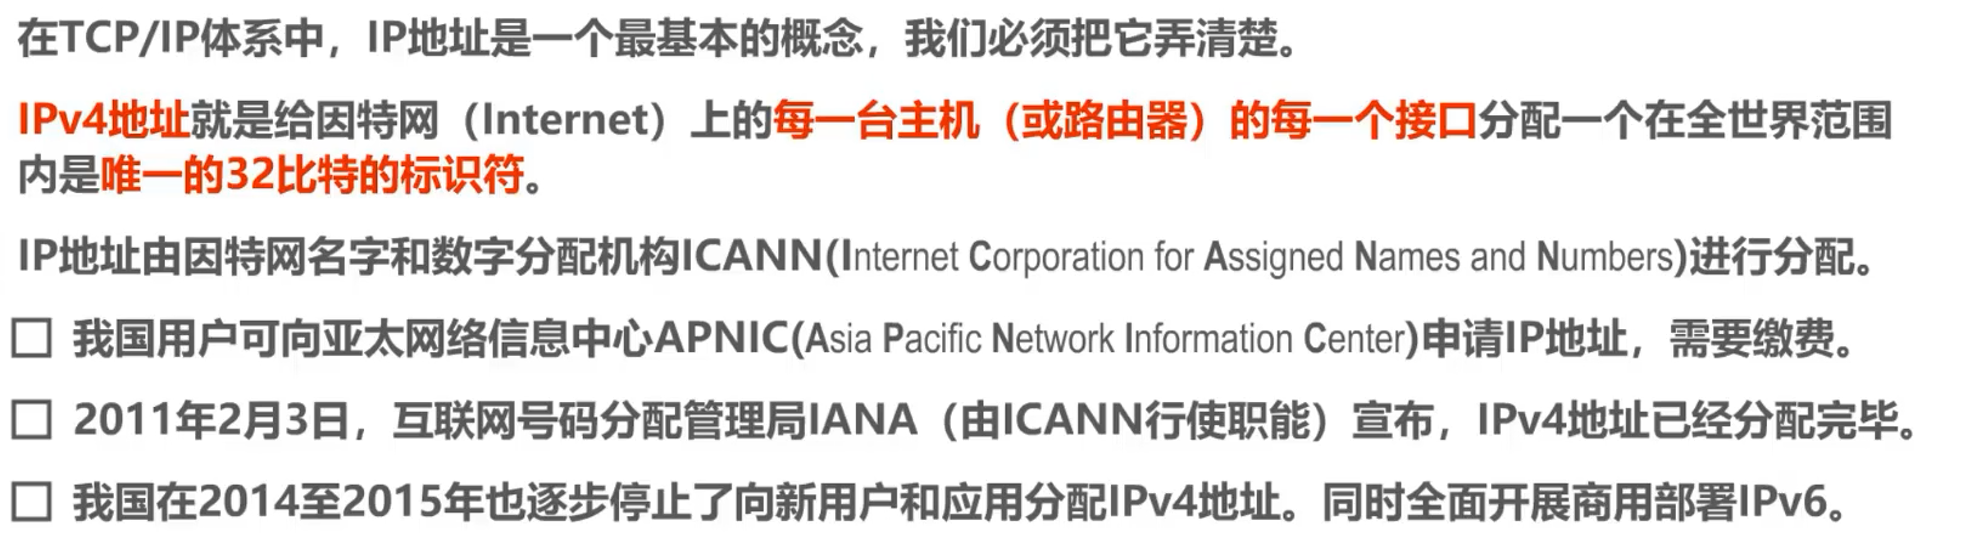 在TCP/IP体系中，IP地址是一个最基本的概念，我们必须把它弄清楚。
IPv4地址就是给因特网（Internet）上的每一台主机（或路由器）的每一个接口分配一个在全世界范围
内是唯一的32比特的标识符。
IP地址由因特网名字和数字分配机构ICANN(Internet Corporation for Assigned Names and Numbers)进行分配。
我国用户可向亚太网络信息中心APNIC(Asia Pacific Network Information Center)申请IP地址，需要缴费。
2011年2月3日，互联网号码分配管理局IANA（由ICANN行使职能）宣布，IPv4地址已经分配完毕。
我国在2014至2015年也逐步停止了向新用户和应用分配IPv4地址。同时全面开展商用部署IPv6。